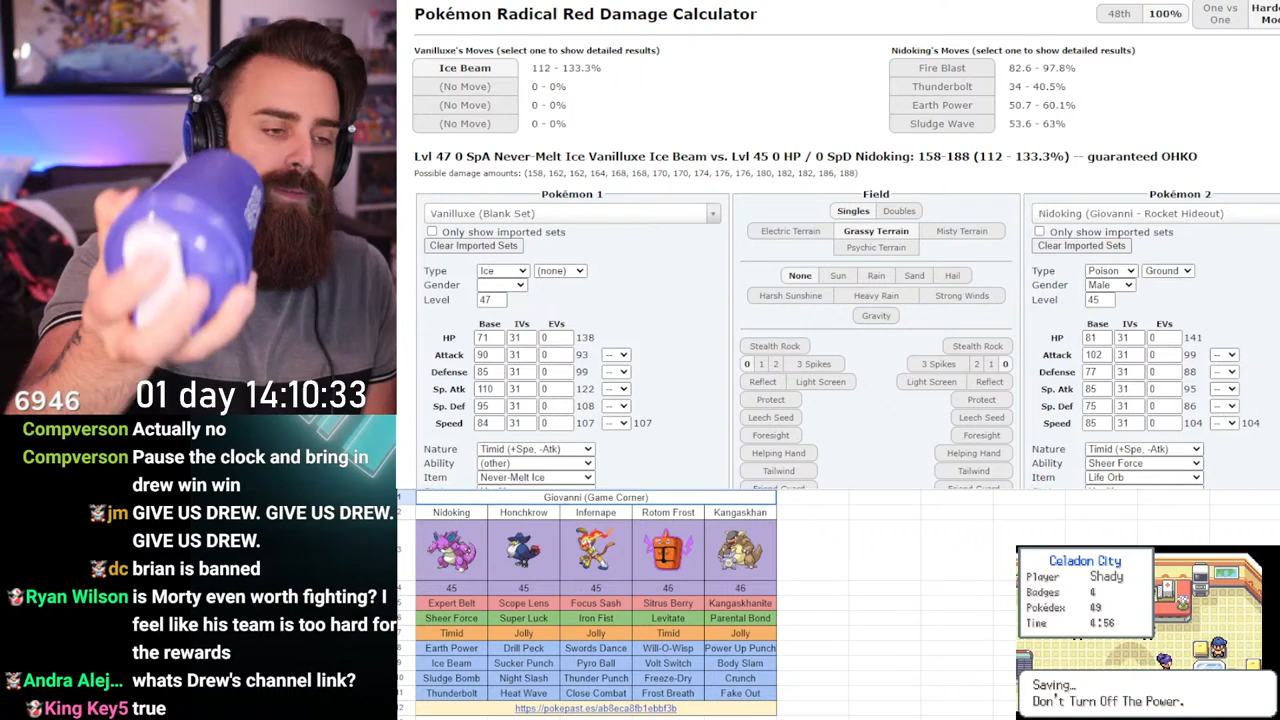 Pokémon Radical Red Damage Calculator
48th 100% One vs One
Vanilluxe's Moves (select one to show detailed results)
Ice Beam 112 - 133.3%
(No Move) 0 - 0%
(No Move) 0 - 0%
(No Move) 0 - 0%
Nidoking's Moves (select one to show detailed results)
Fire Blast 82.6 - 97.8%
Thunderbolt 34 - 40.5%
Earth Power 50.7 - 60.1%
Sludge Wave 53.6 - 63%
Lvl 47 0 SpA Never-Melt Ice Vanilluxe Ice Beam vs. Lvl 45 0 HP / 0 SpD Nidoking: 158-188 (112 - 133.3%) -- guaranteed OHKO
Possible damage amounts: (158, 162, 162, 164, 168, 168, 170, 170, 174, 176, 176, 180, 182, 182, 186, 188)
Pokémon 1
Vanilluxe (Blank Set)
Only show imported sets
Clear Imported Sets
Type Ice (none)
Gender
Level 47
Base IVs EVs
HP 71 31 0 138
Attack 90 31 0 93 --
Defense 85 31 0 99 --
Sp. Atk 110 31 0 122 --
Sp. Def 95 31 0 108 --
Speed 84 31 0 107 -- 107
Nature Timid (+Spe, -Atk)
Ability (other)
Item Never-Melt Ice
Field
Singles Doubles
Electric Terrain Grassy Terrain Misty Terrain
Psychic Terrain
None Sun Rain Sand Hail
Harsh Sunshine Heavy Rain Strong Winds
Gravity
Stealth Rock Stealth Rock
0 1 2 3 Spikes 3 Spikes 2 1 0
Reflect Light Screen Light Screen Reflect
Protect Protect
Leech Seed Leech Seed
Foresight Foresight
Helping Hand Helping Hand
Tailwind Tailwind
Pokémon 2
Nidoking (Giovanni - Rocket Hideout)
Only show imported sets
Clear Imported Sets
Type Poison Ground
Gender Male
Level 45
Base IVs EVs
HP 81 31 0 141
Attack 102 31 0 99 --
Defense 77 31 0 88 --
Sp. Atk 85 31 0 95 --
Sp. Def 75 31 0 86 --
Speed 85 31 0 104 -- 104
Nature Timid (+Spe, -Atk)
Ability Sheer Force
Item Life Orb
6946 01 day 14:10:33
Compverson Actually no
Compverson Pause the clock and bring in
drew win win
jm GIVE US DREW. GIVE US DREW.
GIVE US DREW.
dc brian is banned
Ryan Wilson is Morty even worth fighting? I
feel like his team is too hard for
the rewards
Andra Alej... whats Drew's channel link?
King Key5 true
Giovanni (Game Corner)
Nidoking Honchkrow Infernape Rotom Frost Kangaskhan
45 45 45 46 46
Expert Belt Scope Lens Focus Sash Sitrus Berry Kangaskhanite
Sheer Force Super Luck Iron Fist Levitate Parental Bond
Timid Jolly Jolly Timid Jolly
Earth Power Drill Peck Swords Dance Will-O-Wisp Power Up Punch
Ice Beam Sucker Punch Pyro Ball Volt Switch Body Slam
Sludge Bomb Night Slash Thunder Punch Freeze-Dry Crunch
Thunderbolt Heat Wave Close Combat Frost Breath Fake Out
https://pokepast.es/ab8eca8fb1ebbf3b
Celadon City
Player Shady
Badges 4
Pokédex 49
Time 4:56
Saving...
Don't Turn Off The Power.